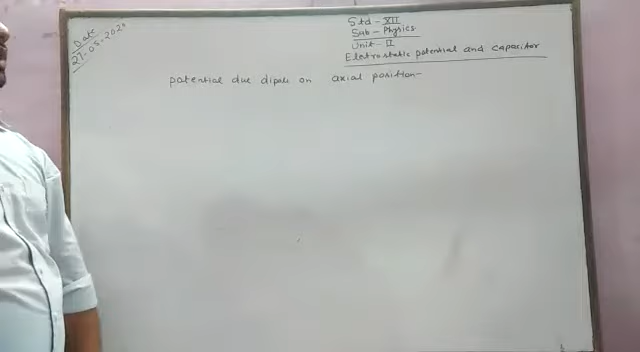 Date
27-05-2020
Std - XII
Sub - Physics
Unit - II
Eletrostatic potential and capacitor
potential due dipole on axial position-